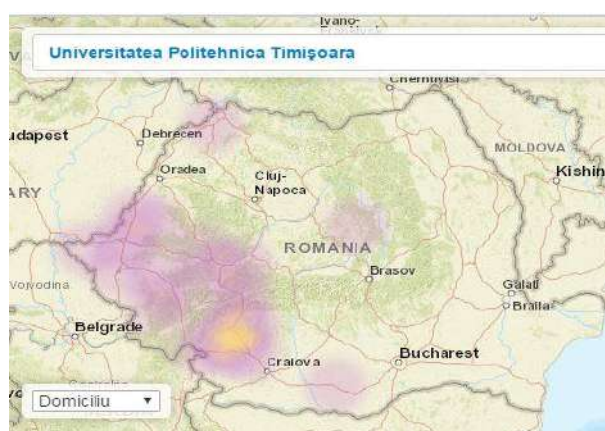 Ivano-
Universitatea Politehnica Timişoara
Chernivtsi
udapest
Debrecen
MOLDOVA
Oradea
Cluj-
Napoca
Kishin
ARY
ROMANIA
Brasov
Vojvodina
Galati
Braila
Belgrade
Craiova
Bucharest
Domiciliu